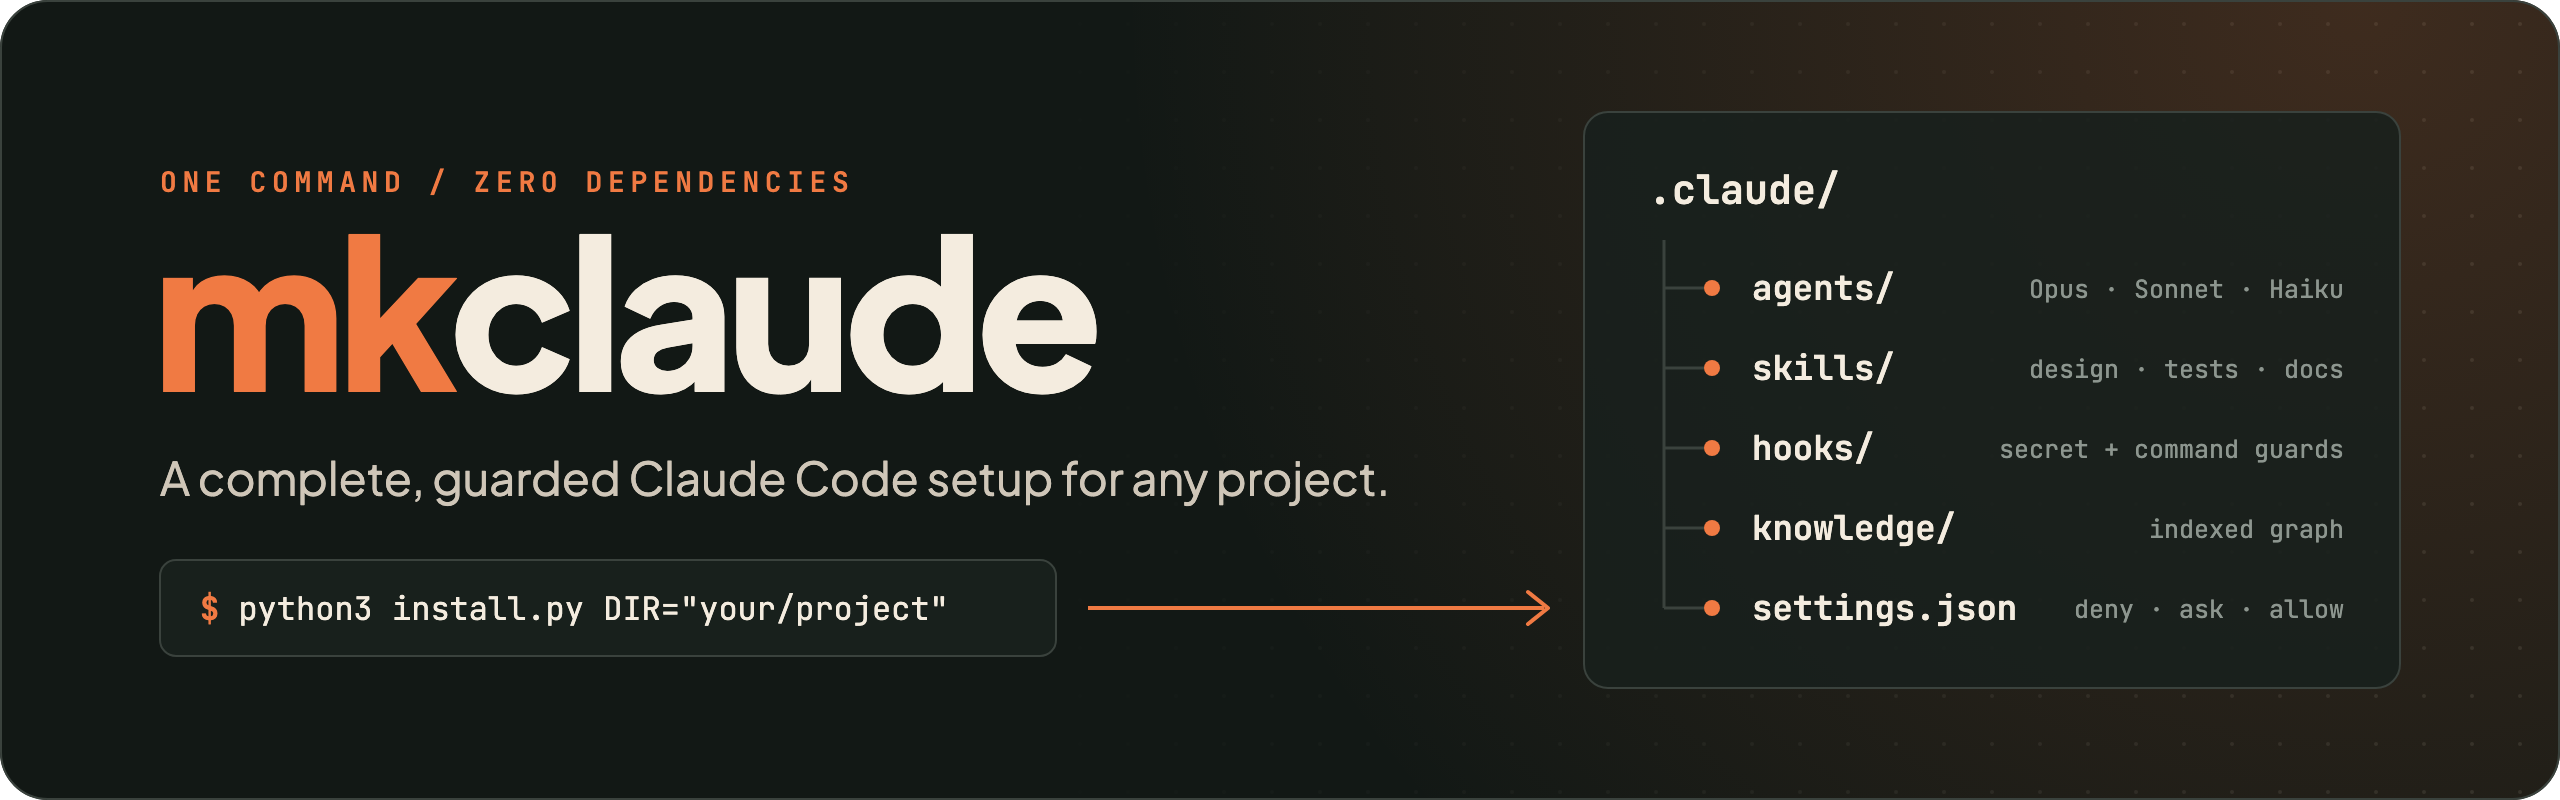 ONE COMMAND / ZERO DEPENDENCIES
mkclaude
A complete, guarded Claude Code setup for any project.
$ python3 install.py DIR="your/project"
.claude/
agents/ Opus · Sonnet · Haiku
skills/ design · tests · docs
hooks/ secret + command guards
knowledge/ indexed graph
settings.json deny · ask · allow